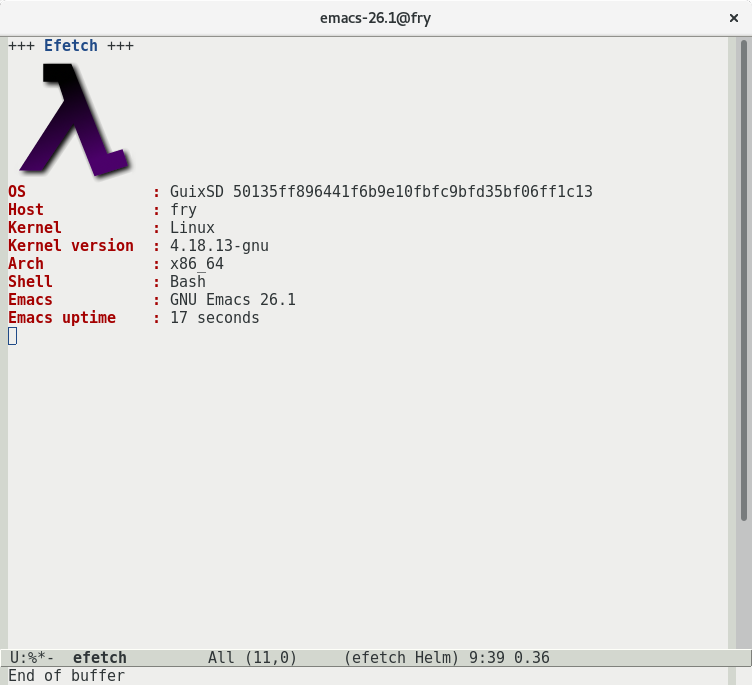 emacs-26.1@fry ×
+++ Efetch +++
OS : GuixSD 50135ff896441f6b9e10fbfc9bfd35bf06ff1c13
Host : fry
Kernel : Linux
Kernel version : 4.18.13-gnu
Arch : x86_64
Shell : Bash
Emacs : GNU Emacs 26.1
Emacs uptime : 17 seconds
U:%*- efetch All (11,0) (efetch Helm) 9:39 0.36
End of buffer